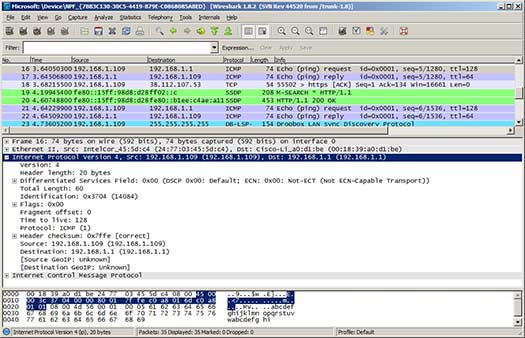 Microsoft: \Device\NPF_{7BB3C130-30C5-4419-B79E-C0868085ABED} [Wireshark 1.8.2 (SVN Rev 44520 from /trunk-1.8)]
File Edit View Go Capture Analyze Statistics Telephony Tools Internals Help
Filter: Expression... Clear Apply Save
No. Time Source Destination Protocol Length Info
16 3.64050300 192.168.1.109 192.168.1.1 ICMP 74 Echo (ping) request id=0x0001, seq=5/1280, ttl=128
17 192.168.1.1 192.168.1.109 ICMP 74 Echo (ping) reply id=0x0001, seq=5/1280, ttl=64
18 3.68215500 192.168.1.109 38.112.107.53 TCP 54 55502 > https [ACK] Seq=1 Ack=134 Win=16661 Len=0
19 4.19945400 fe80::15ff:98d8:d28ff02::c SSDP 208 M-SEARCH * HTTP/1.1
20 4.60748800 SSDP 453 HTTP/1.1 200 OK
21 4.64229900 192.168.1.109 192.168.1.1 ICMP 74 Echo (ping) request id=0x0001, seq=6/1536, ttl=128
22 192.168.1.1 192.168.1.109 ICMP 74 Echo (ping) reply id=0x0001, seq=6/1536, ttl=64
23 4.73605200 192.168.1.109 255.255.255.255 DB-LSP- 154 Dropbox LAN sync Discovery Protocol
Frame 16: 74 bytes on wire (592 bits), 74 bytes captured (592 bits) on interface 0
Ethernet II, Src: IntelCor_45:5d:c4 (24:77:03:45:5d:c4), Dst: Cisco-Li_a0:d1:be (00:18:39:a0:d1:be)
Internet Protocol Version 4, Src: 192.168.1.109 (192.168.1.109), Dst: 192.168.1.1 (192.168.1.1)
Version: 4
Header length: 20 bytes
Differentiated Services Field: 0x00 (DSCP 0x00: Default; ECN: 0x00: Not-ECT (Not ECN-Capable Transport))
Total Length: 60
Identification: 0x3704 (14084)
Flags: 0x00
Fragment offset: 0
Time to live: 128
Protocol: ICMP (1)
Header checksum: 0x7ffe [correct]
Source: 192.168.1.109 (192.168.1.109)
Destination: 192.168.1.1 (192.168.1.1)
[Source GeoIP: Unknown]
[Destination GeoIP: Unknown]
Internet Control Message Protocol
0000 00 18 39 a0 d1 be 24 77 03 45 5d c4 08 00 45 00
0010 00 3c 37 04 00 00 80 01 7f fe c0 a8 01 6d c0 a8
0020 01 01 08 00 4d 56 00 01 00 05 61 62 63 64 65 66
0030 67 68 69 6a 6b 6c 6d 6e 6f 70 71 72 73 74 75 76 ghijklmn opqrstuv
0040 77 61 62 63 64 65 66 67 68 69 wabcdefg hi
Internet Protocol Version 4 (ip), 20 bytes Packets: 35 Displayed: 35 Marked: 0 Dropped: 0 Profile: Default